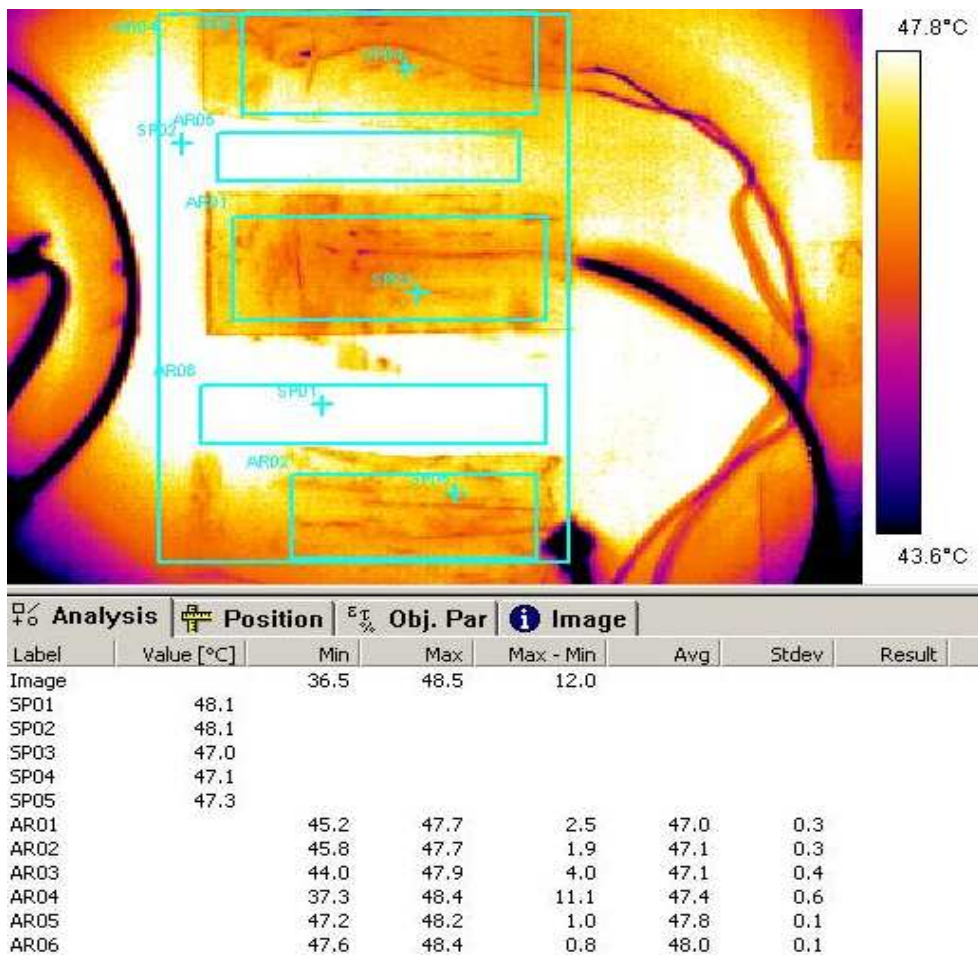 47.8°C
SP02 AR05
AR01
AR06
SP01
AR02
43.6°C
Analysis Position Obj. Par Image
Label Value [°C] Min Max Max - Min Avg Stdev Result
Image 36.5 48.5 12.0
SP01 48.1
SP02 48.1
SP03 47.0
SP04 47.1
SP05 47.3
AR01 45.2 47.7 2.5 47.0 0.3
AR02 45.8 47.7 1.9 47.1 0.3
AR03 44.0 47.9 4.0 47.1 0.4
AR04 37.3 48.4 11.1 47.4 0.6
AR05 47.2 48.2 1.0 47.8 0.1
AR06 47.6 48.4 0.8 48.0 0.1